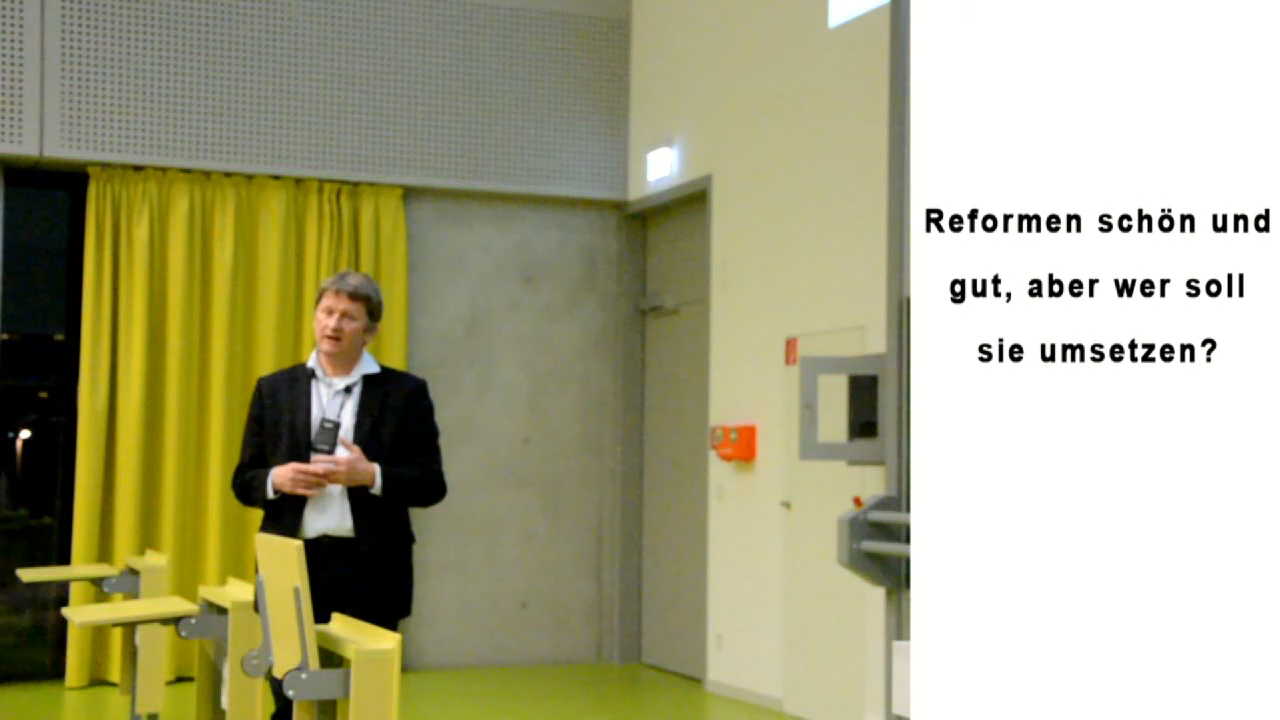 Reformen schön und
gut, aber wer soll
sie umsetzen?